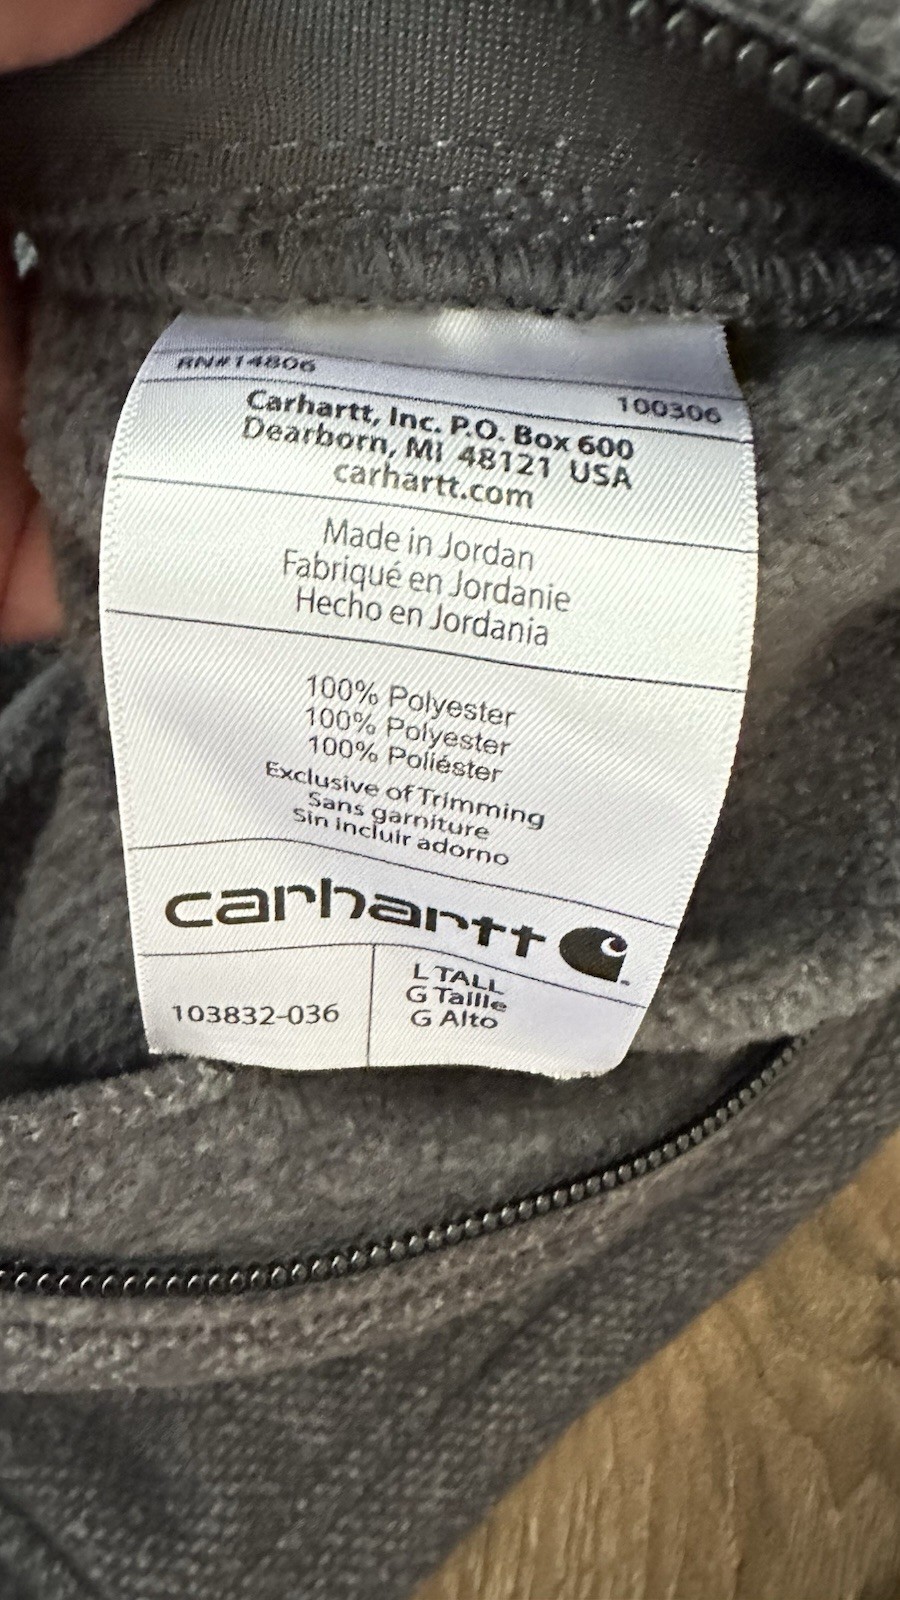 RN#14806
100306
Carhartt, Inc. P.O. Box 600
Dearborn, MI 48121 USA
carhartt.com
Made in Jordan
Fabriqué en Jordanie
Hecho en Jordania
100% Polyester
100% Polyester
100% Poliéster
Exclusive of Trimming
Sans garniture
Sin incluir adorno
carhartt
103832-036
L TALL
G Taille
G Alto